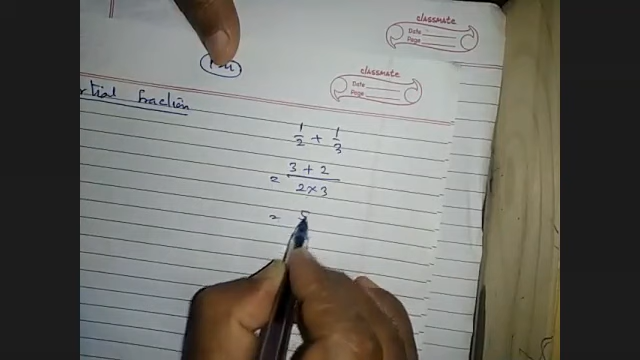 classmate
Date
Page
classmate
Date
Page
rtial fraction
1/2 + 1/3
= 3 + 2 / 2 × 3
= 5